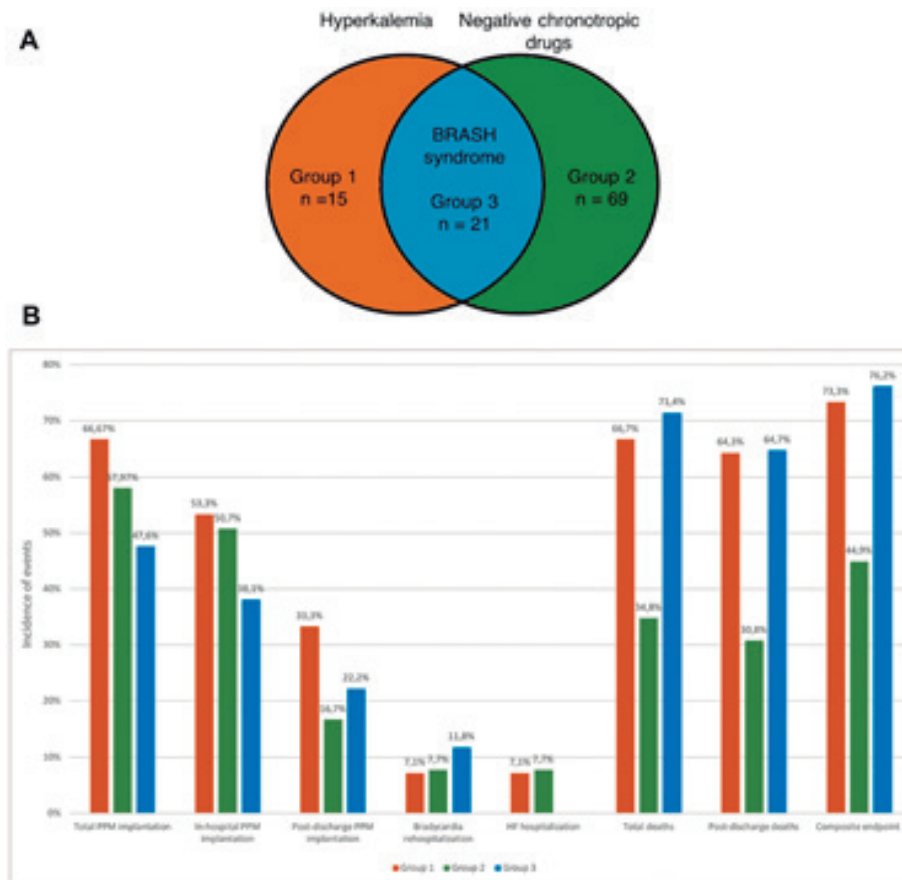 A
Hyperkalemia
Negative chronotropic
drugs
Group 1
n =15
BRASH
syndrome
Group 3
n = 21
Group 2
n = 69
B
80%
70%
60%
50%
40%
30%
20%
10%
0%
Incidence of events
66,67%
57,97%
47,6%
53,3%
50,7%
38,1%
33,3%
16,7%
22,2%
7,1%
7,7%
11,8%
7,1%
7,7%
66,7%
34,8%
71,4%
64,3%
30,8%
64,7%
73,3%
44,9%
76,2%
Total PPM implantation
In-hospital PPM
implantation
Post-discharge PPM
implantation
Bradycardia
rehospitalization
HF hospitalization
Total deaths
Post-discharge deaths
Composite endpoint
Group 1
Group 2
Group 3